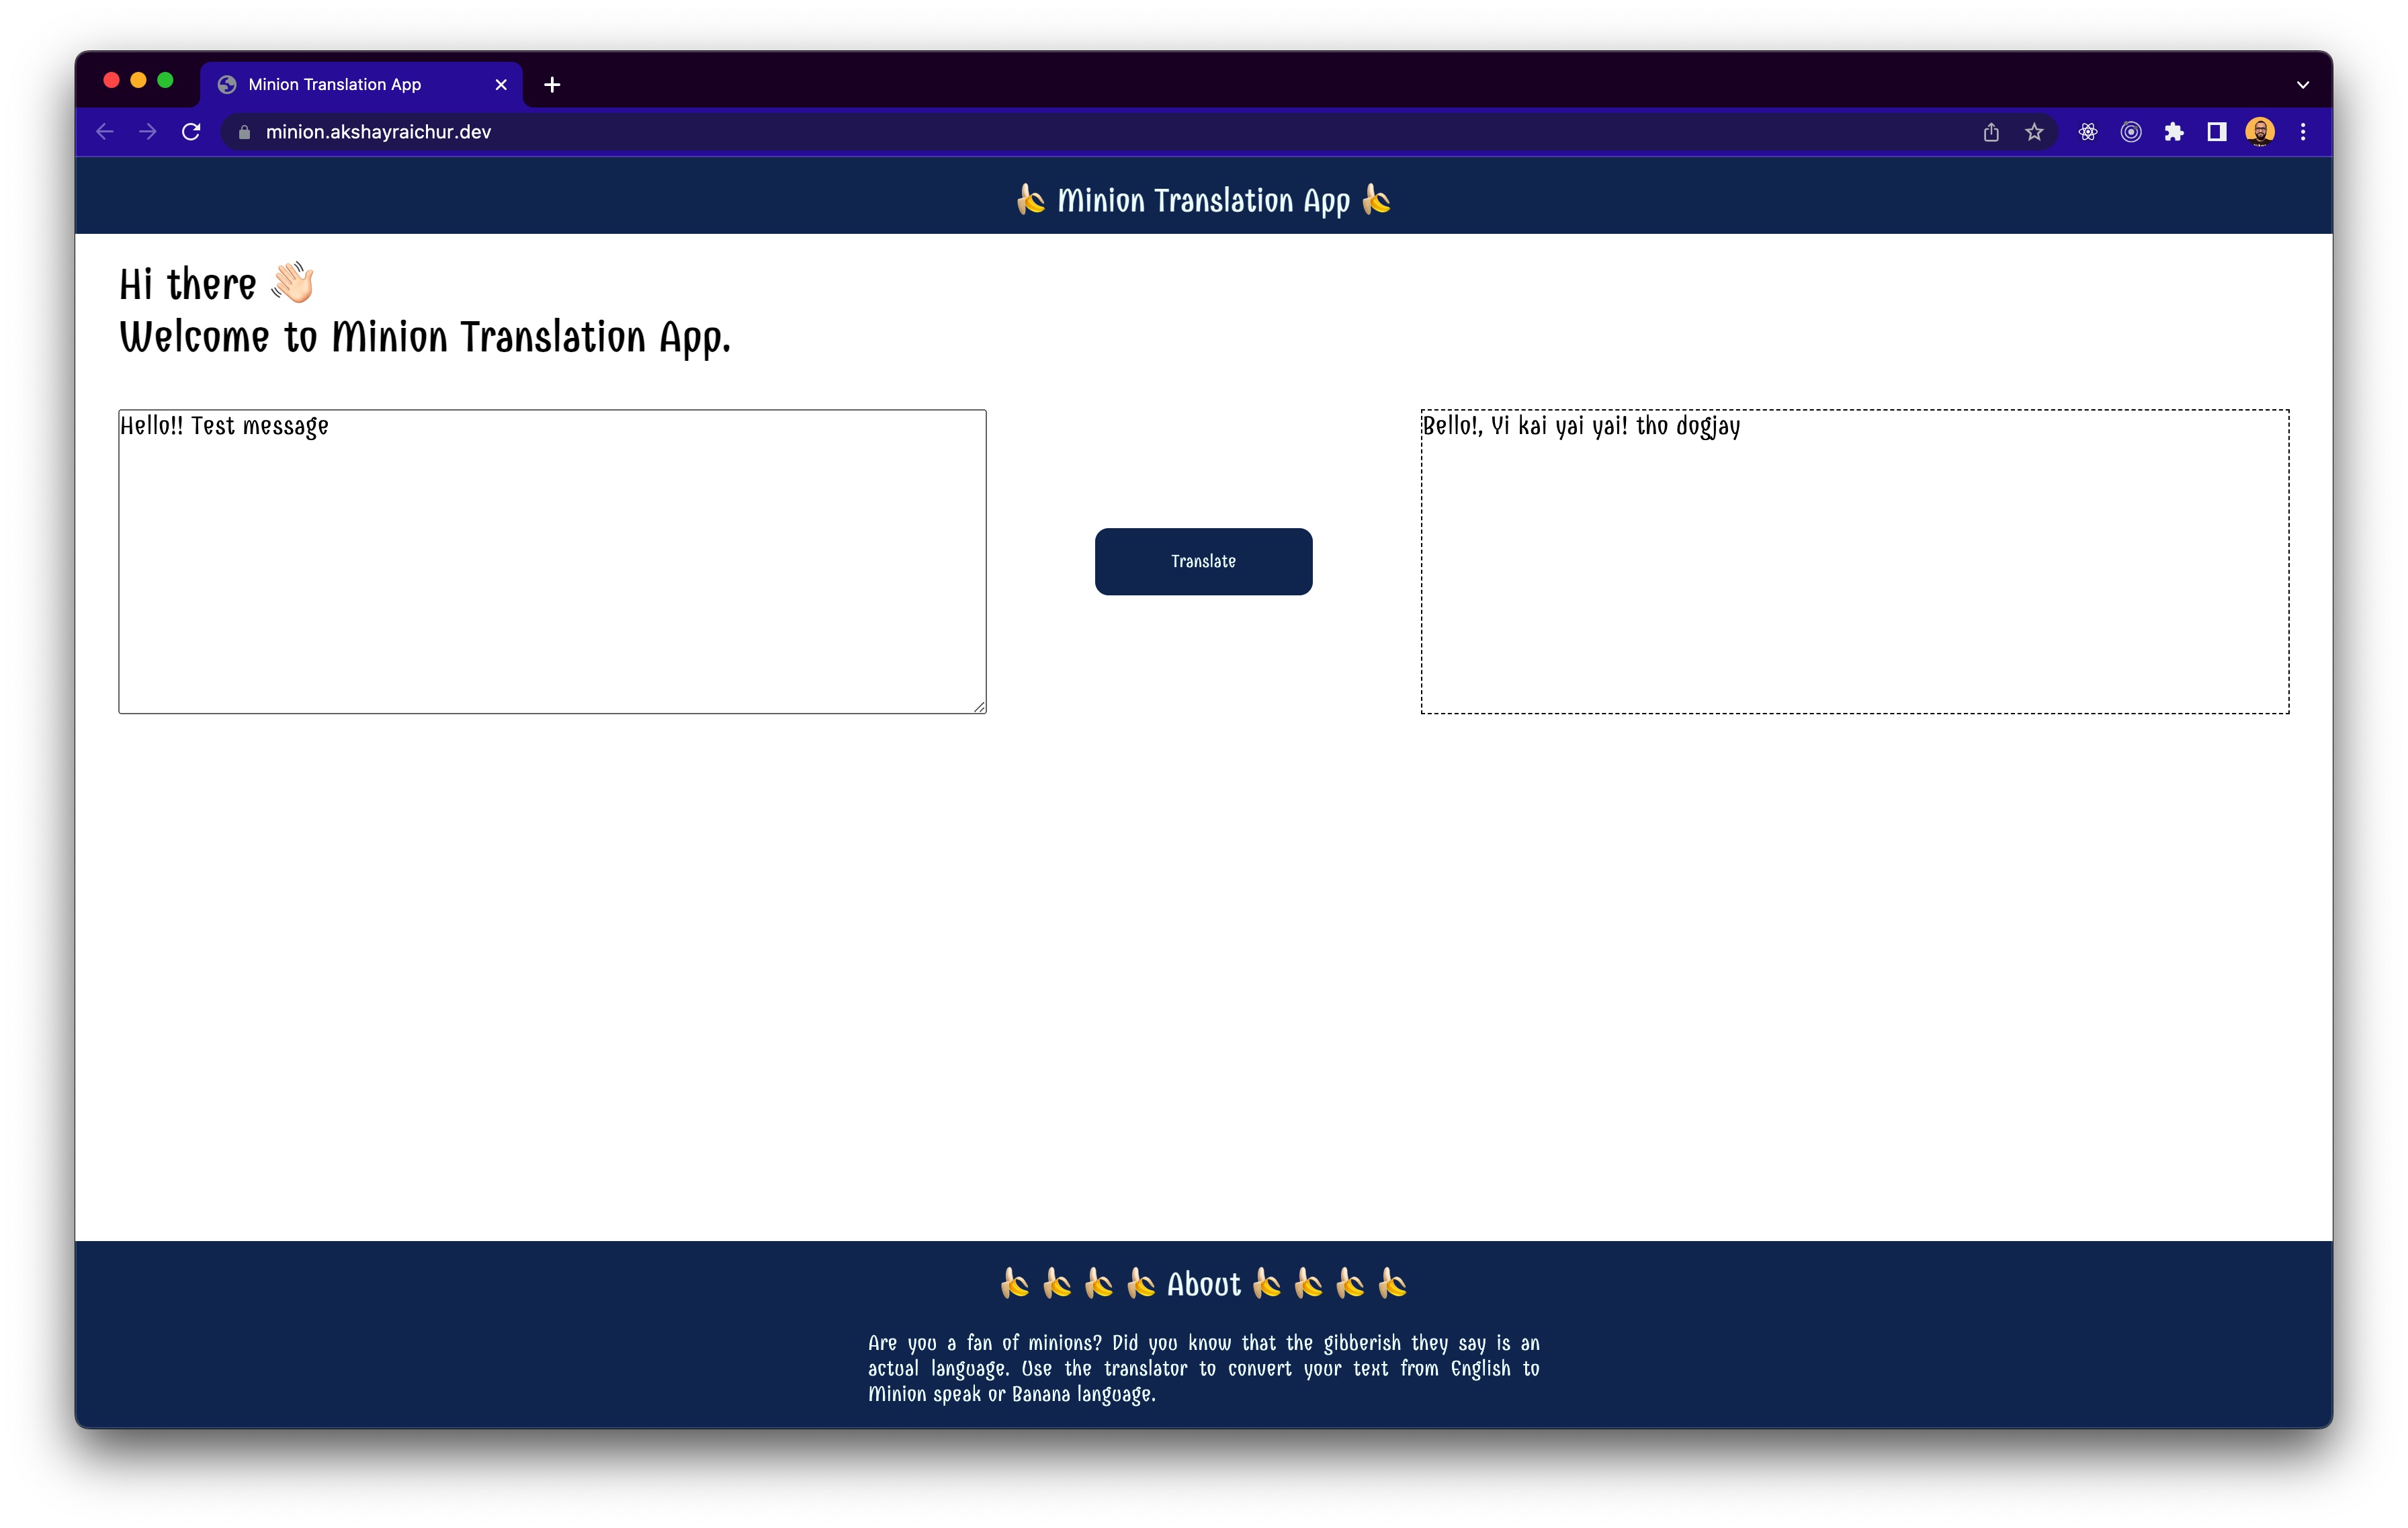 Minion Translation App
minion.akshayraichur.dev
🍌 Minion Translation App 🍌
Hi there 👋🏻
Welcome to Minion Translation App.
Hello!! Test message
Bello!, Yi kai yai yai! tho dogjay
Translate
🍌 🍌 🍌 🍌 About 🍌 🍌 🍌 🍌
Are you a fan of minions? Did you know that the gibberish they say is an
actual language. Use the translator to convert your text from English to
Minion speak or Banana language.